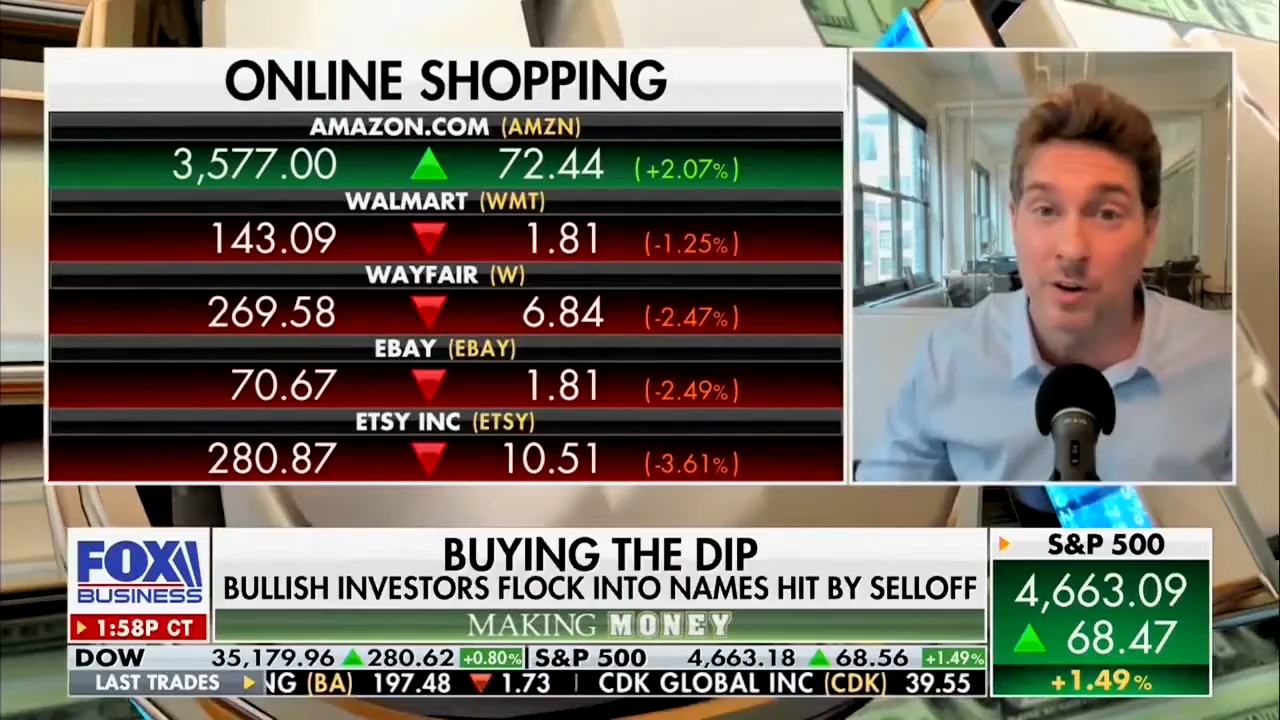 ONLINE SHOPPING
AMAZON.COM (AMZN)
3,577.00 ▲ 72.44 (+2.07%)
WALMART (WMT)
143.09 ▼ 1.81 (-1.25%)
WAYFAIR (W)
269.58 ▼ 6.84 (-2.47%)
EBAY (EBAY)
70.67 ▼ 1.81 (-2.49%)
ETSY INC (ETSY)
280.87 ▼ 10.51 (-3.61%)
FOX
BUSINESS
1:58P CT
BUYING THE DIP
BULLISH INVESTORS FLOCK INTO NAMES HIT BY SELLOFF
MAKING MONEY
S&P 500
4,663.09
▲ 68.47
+1.49%
DOW 35,179.96 ▲ 280.62 +0.80% S&P 500 4,663.18 ▲ 68.56 +1.49%
LAST TRADES NG (BA) 197.48 ▼ 1.73 | CDK GLOBAL INC (CDK) 39.55